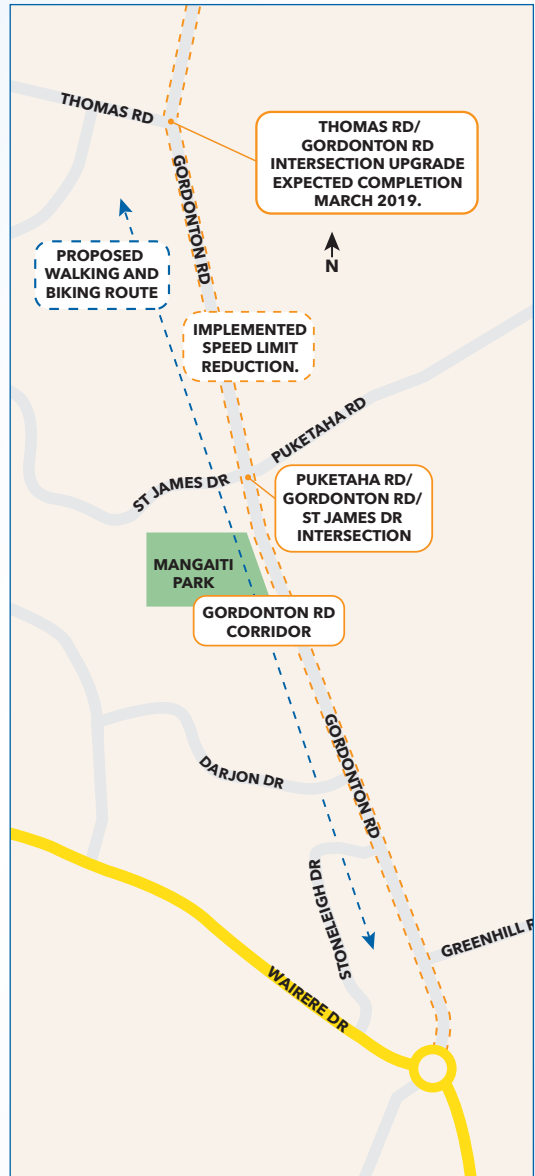 THOMAS RD
THOMAS RD/
GORDONTON RD
INTERSECTION UPGRADE
EXPECTED COMPLETION
MARCH 2019.
GORDONTON RD
N
PROPOSED
WALKING AND
BIKING ROUTE
IMPLEMENTED
SPEED LIMIT
REDUCTION.
PUKETAHA RD
ST JAMES DR
PUKETAHA RD/
GORDONTON RD/
ST JAMES DR
INTERSECTION
MANGAITI
PARK
GORDONTON RD
CORRIDOR
GORDONTON RD
DARJON DR
STONELEIGH DR
GREENHILL R
WAIRERE DR